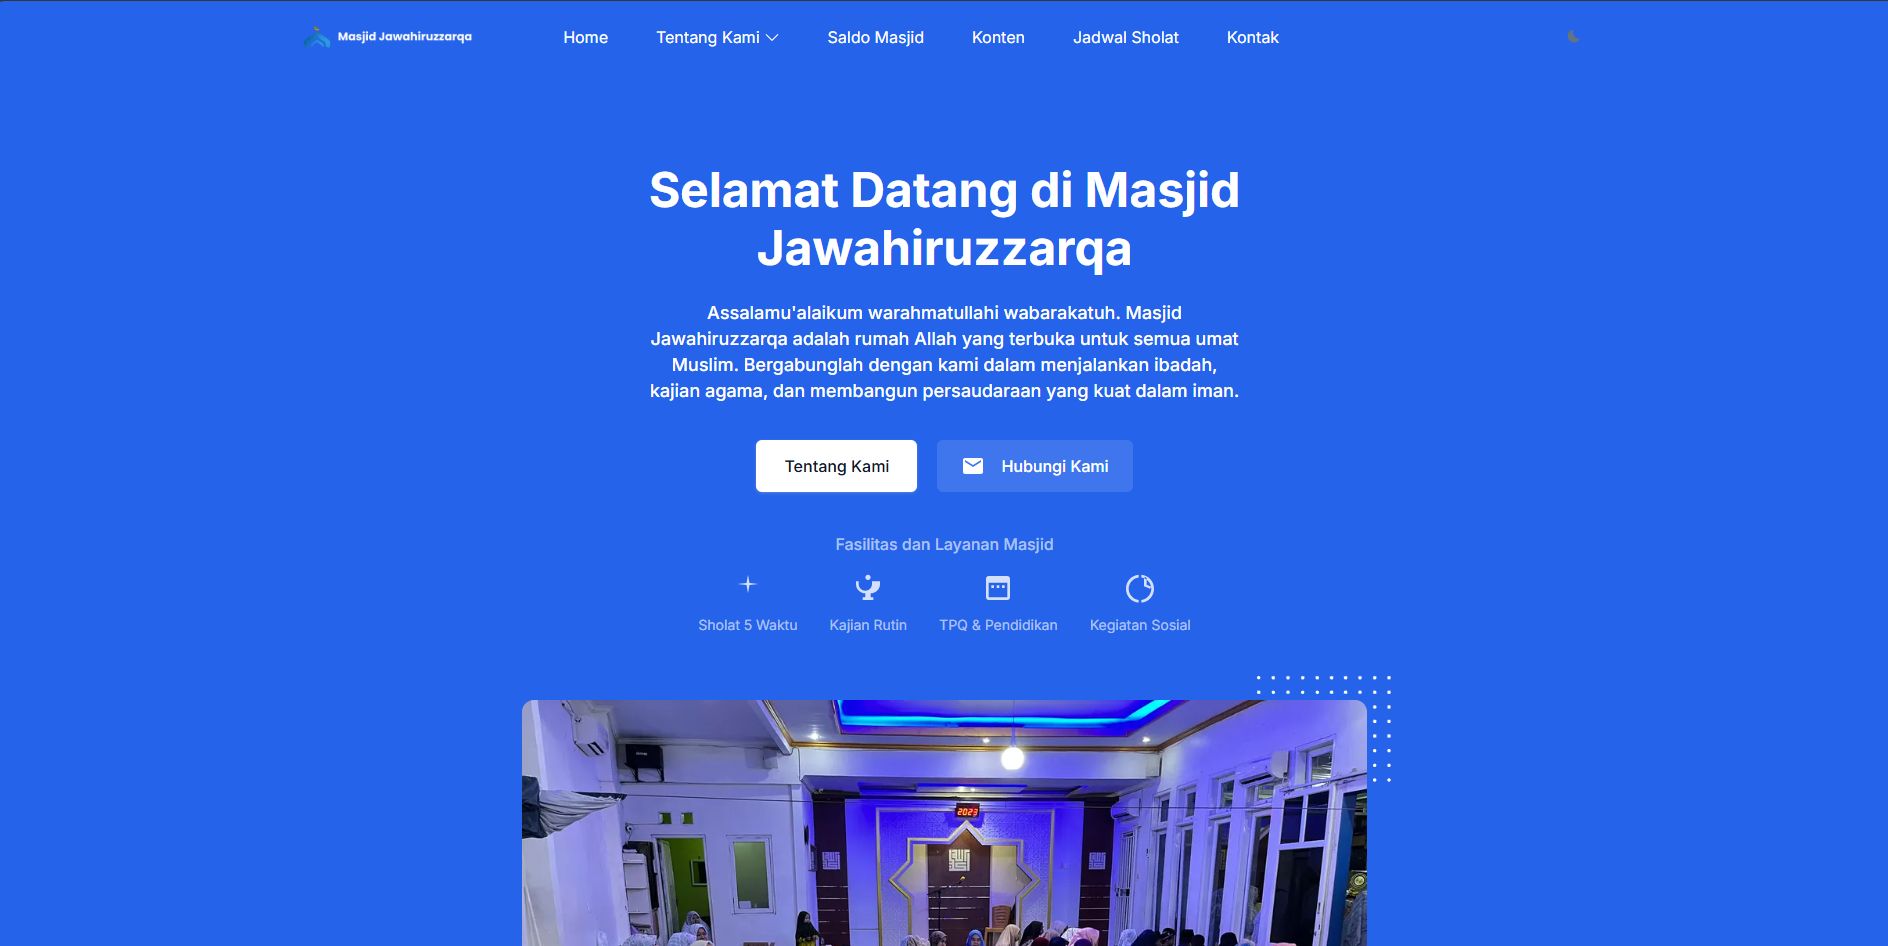 Masjid Jawahiruzzarqa
Home
Tentang Kami
Saldo Masjid
Konten
Jadwal Sholat
Kontak
Selamat Datang di Masjid
Jawahiruzzarqa
Assalamu'alaikum warahmatullahi wabarakatuh. Masjid
Jawahiruzzarqa adalah rumah Allah yang terbuka untuk semua umat
Muslim. Bergabunglah dengan kami dalam menjalankan ibadah,
kajian agama, dan membangun persaudaraan yang kuat dalam iman.
Tentang Kami
Hubungi Kami
Fasilitas dan Layanan Masjid
Sholat 5 Waktu
Kajian Rutin
TPQ & Pendidikan
Kegiatan Sosial
2023